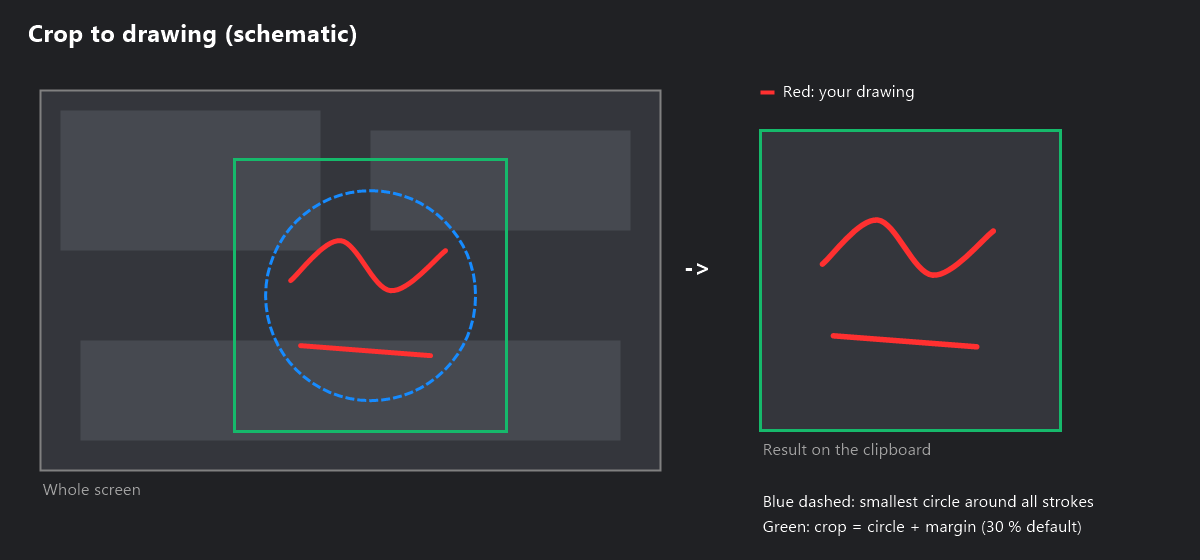 Crop to drawing (schematic)
Red: your drawing
->
Result on the clipboard
Whole screen
Blue dashed: smallest circle around all strokes
Green: crop = circle + margin (30 % default)